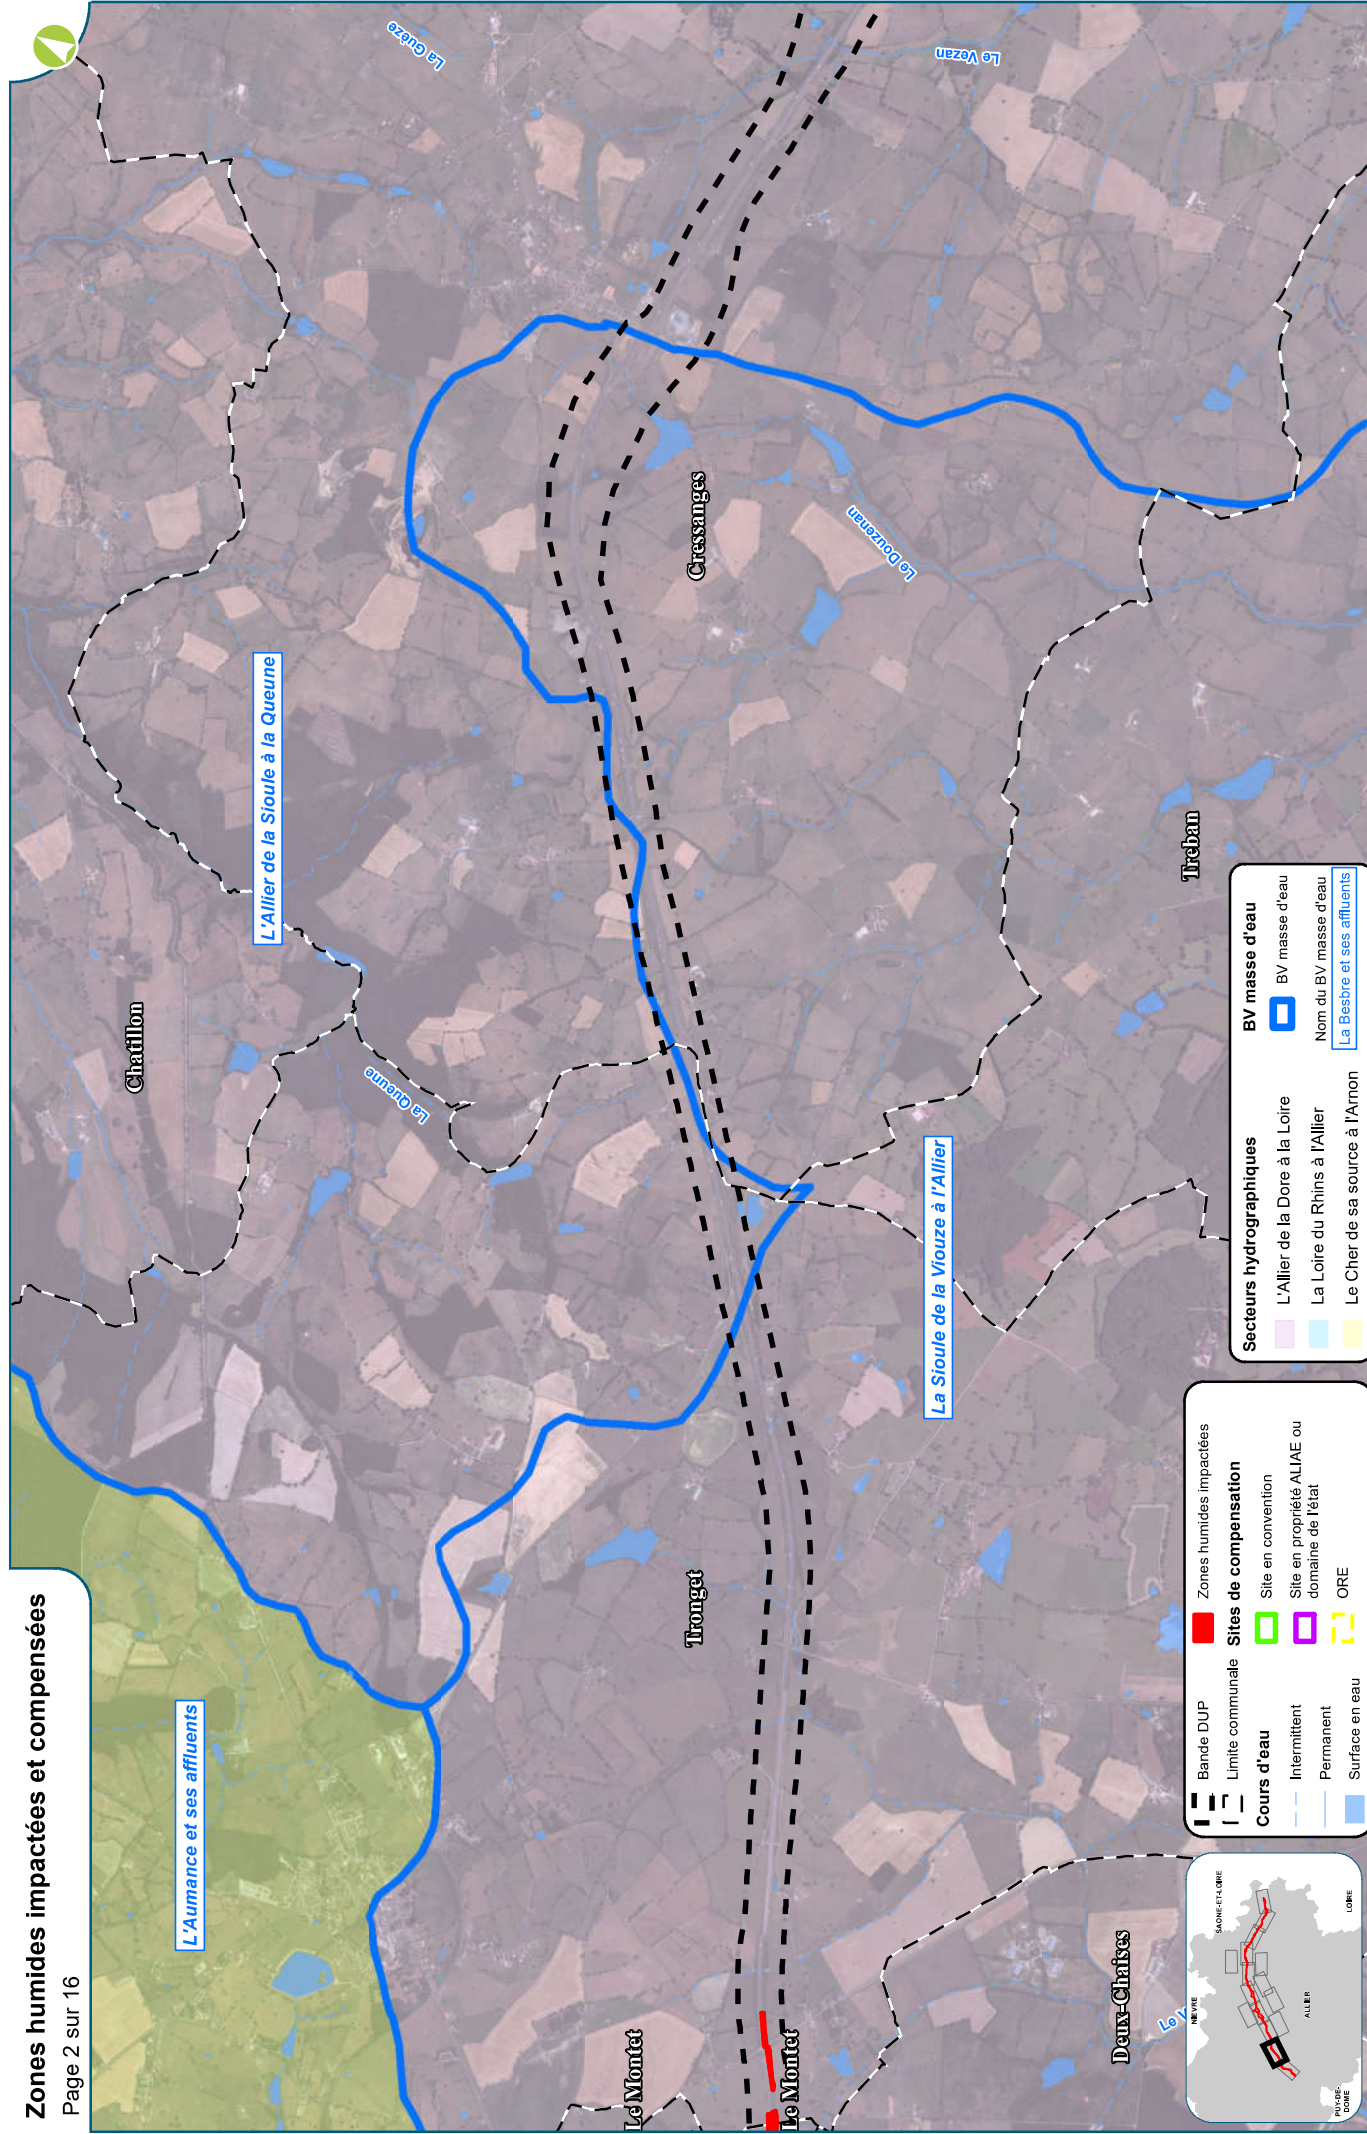 Zones humides impactées et compensées
Page 2 sur 16
L'Aumance et ses affluents
L'Allier de la Sioule à la Queune
La Sioule de la Viouze à l'Allier
Chatillon
La Queune
La Guèze
Le Vezan
Cressanges
Le Douzenan
Treban
Tronget
Le Montet
Le Montet
Deux-Chaises
NIEVRE
SAONE-ET-LOIRE
ALLIER
LOIRE
PUY-DE-
DOME
Bande DUP
Limite communale
Cours d'eau
Intermittent
Permanent
Surface en eau
Zones humides impactées
Sites de compensation
Site en convention
Site en propriété ALIAE ou
domaine de l'état
ORE
Secteurs hydrographiques
L'Allier de la Dore à la Loire
La Loire du Rhins à l'Allier
Le Cher de sa source à l'Arnon
BV masse d'eau
BV masse d'eau
Nom du BV masse d'eau
La Besbre et ses affluents